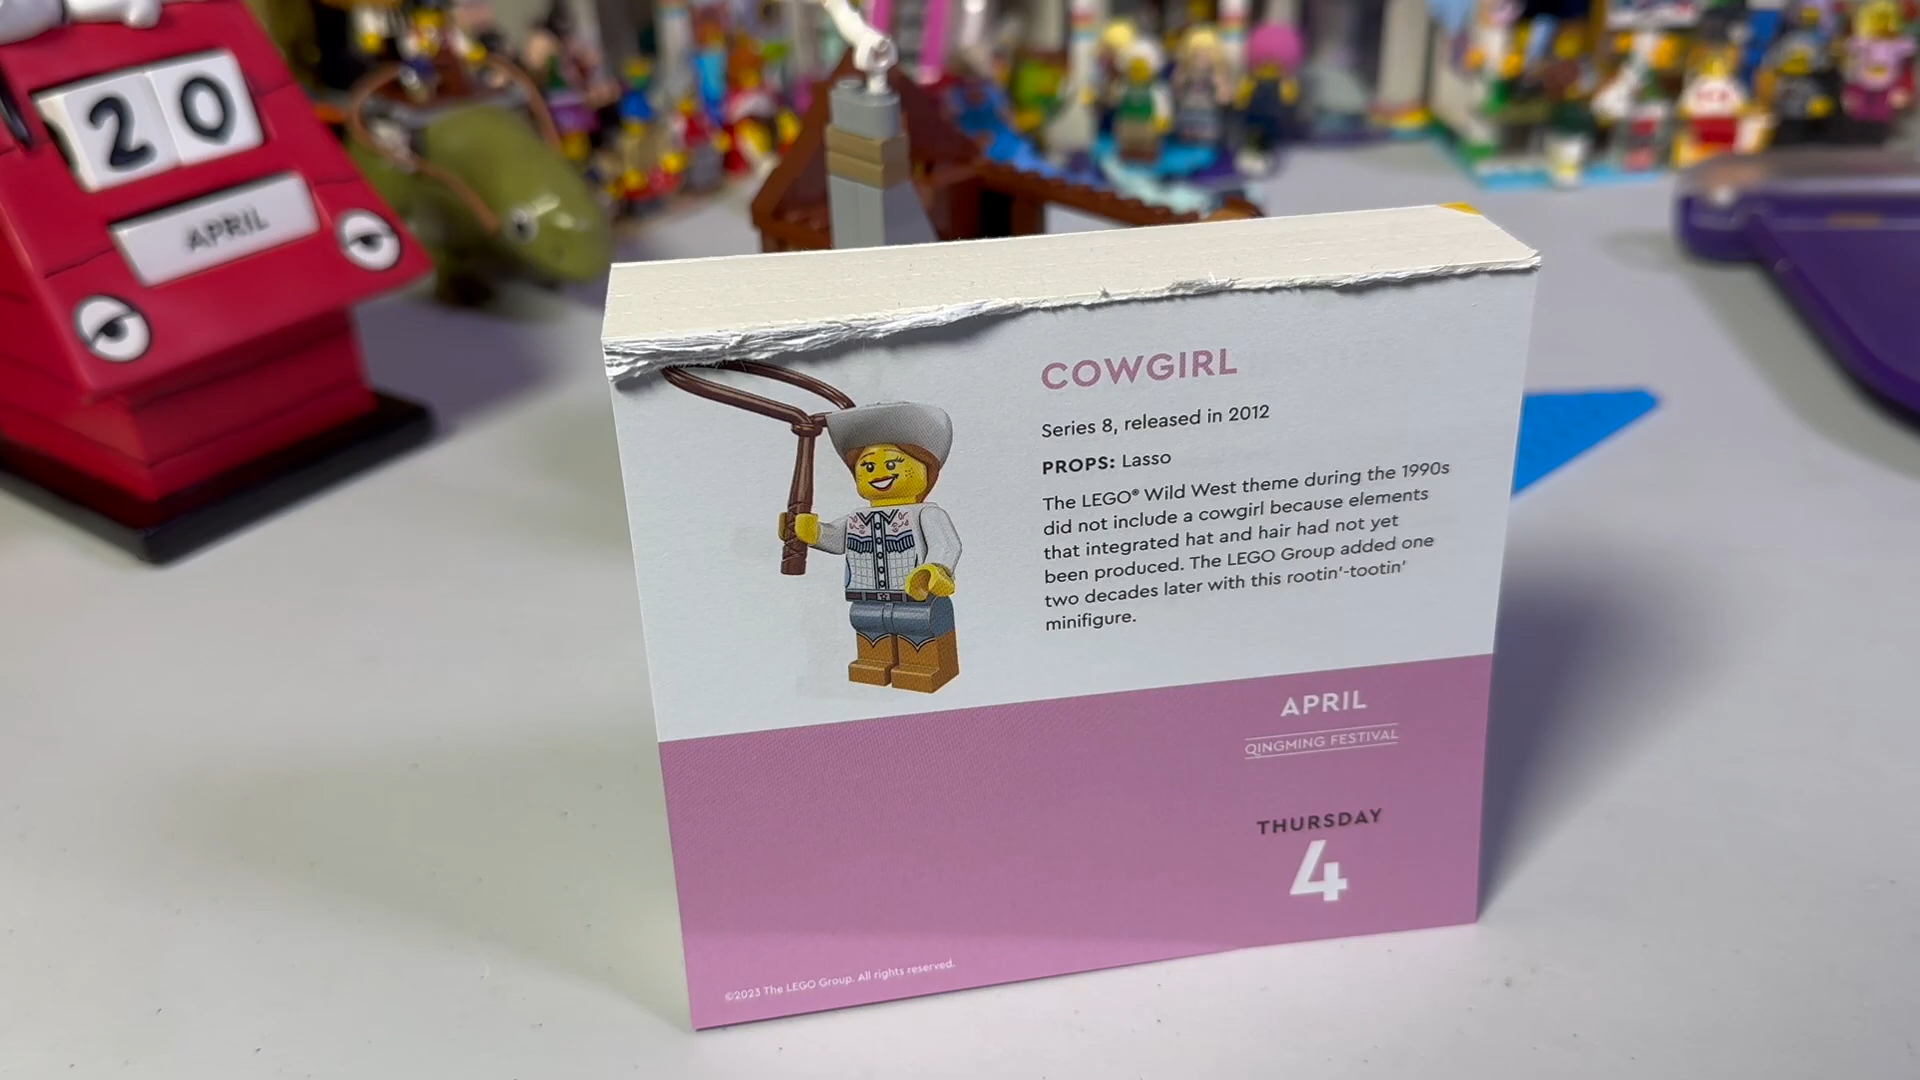 20
APRIL
COWGIRL
Series 8, released in 2012
PROPS: Lasso
The LEGO® Wild West theme during the 1990s
did not include a cowgirl because elements
that integrated hat and hair had not yet
been produced. The LEGO Group added one
two decades later with this rootin'-tootin'
minifigure.
APRIL
QINGMING FESTIVAL
THURSDAY
4
©2023 The LEGO Group. All rights reserved.